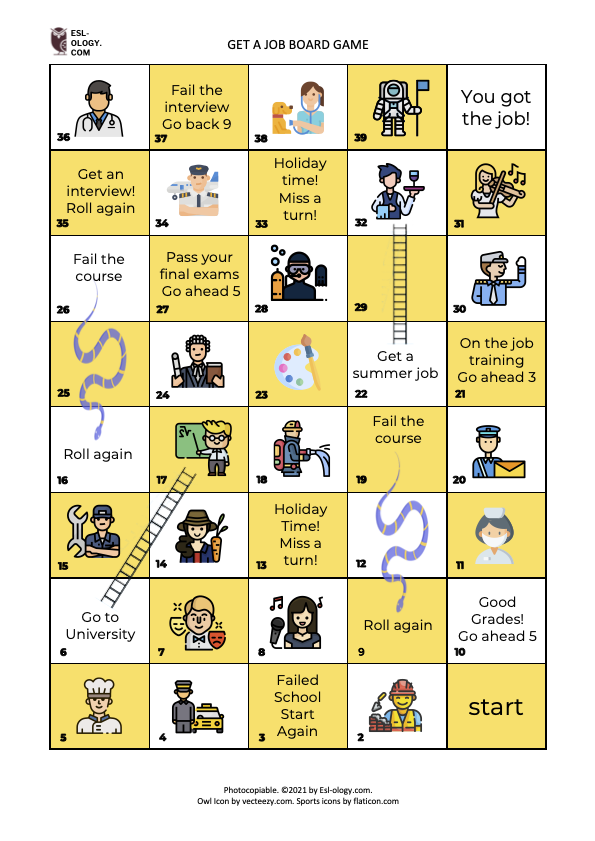 ESL-
OLOGY.
COM
GET A JOB BOARD GAME
36
Fail the
interview
Go back 9
37
38
39
You got
the job!
Get an
interview!
Roll again
35
34
Holiday
time!
Miss a
turn!
33
32
31
Fail the
course
26
Pass your
final exams
Go ahead 5
27
28
29
30
25
24
23
Get a
summer job
22
On the job
training
Go ahead 3
21
Roll again
16
17
18
Fail the
course
19
20
15
14
Holiday
Time!
Miss a
turn!
13
12
11
Go to
University
6
7
8
Roll again
9
Good
Grades!
Go ahead 5
10
5
4
Failed
School
Start
Again
3
2
start
Photocopiable. ©2021 by Esl-ology.com.
Owl Icon by vecteezy.com. Sports icons by flaticon.com